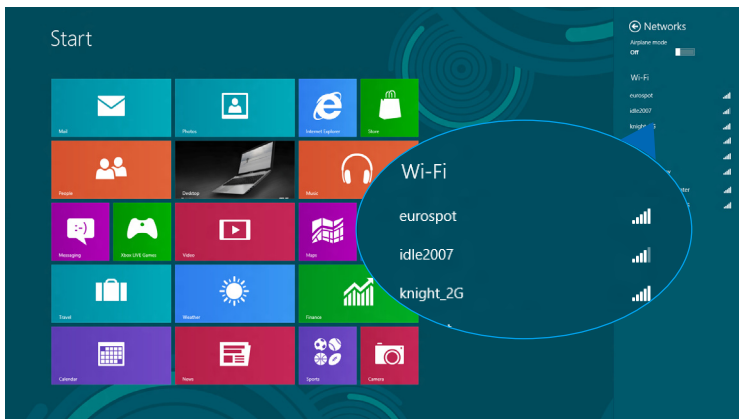 Start
Mail
Photos
Internet Explorer
Store
People
Desktop
Music
Messaging
Xbox LIVE Games
Video
Maps
Travel
Weather
Finance
Calendar
News
Sports
Camera
Networks
Airplane mode
Off
Wi-Fi
eurospot
idle2007
Wi-Fi
eurospot
idle2007
knight_2G